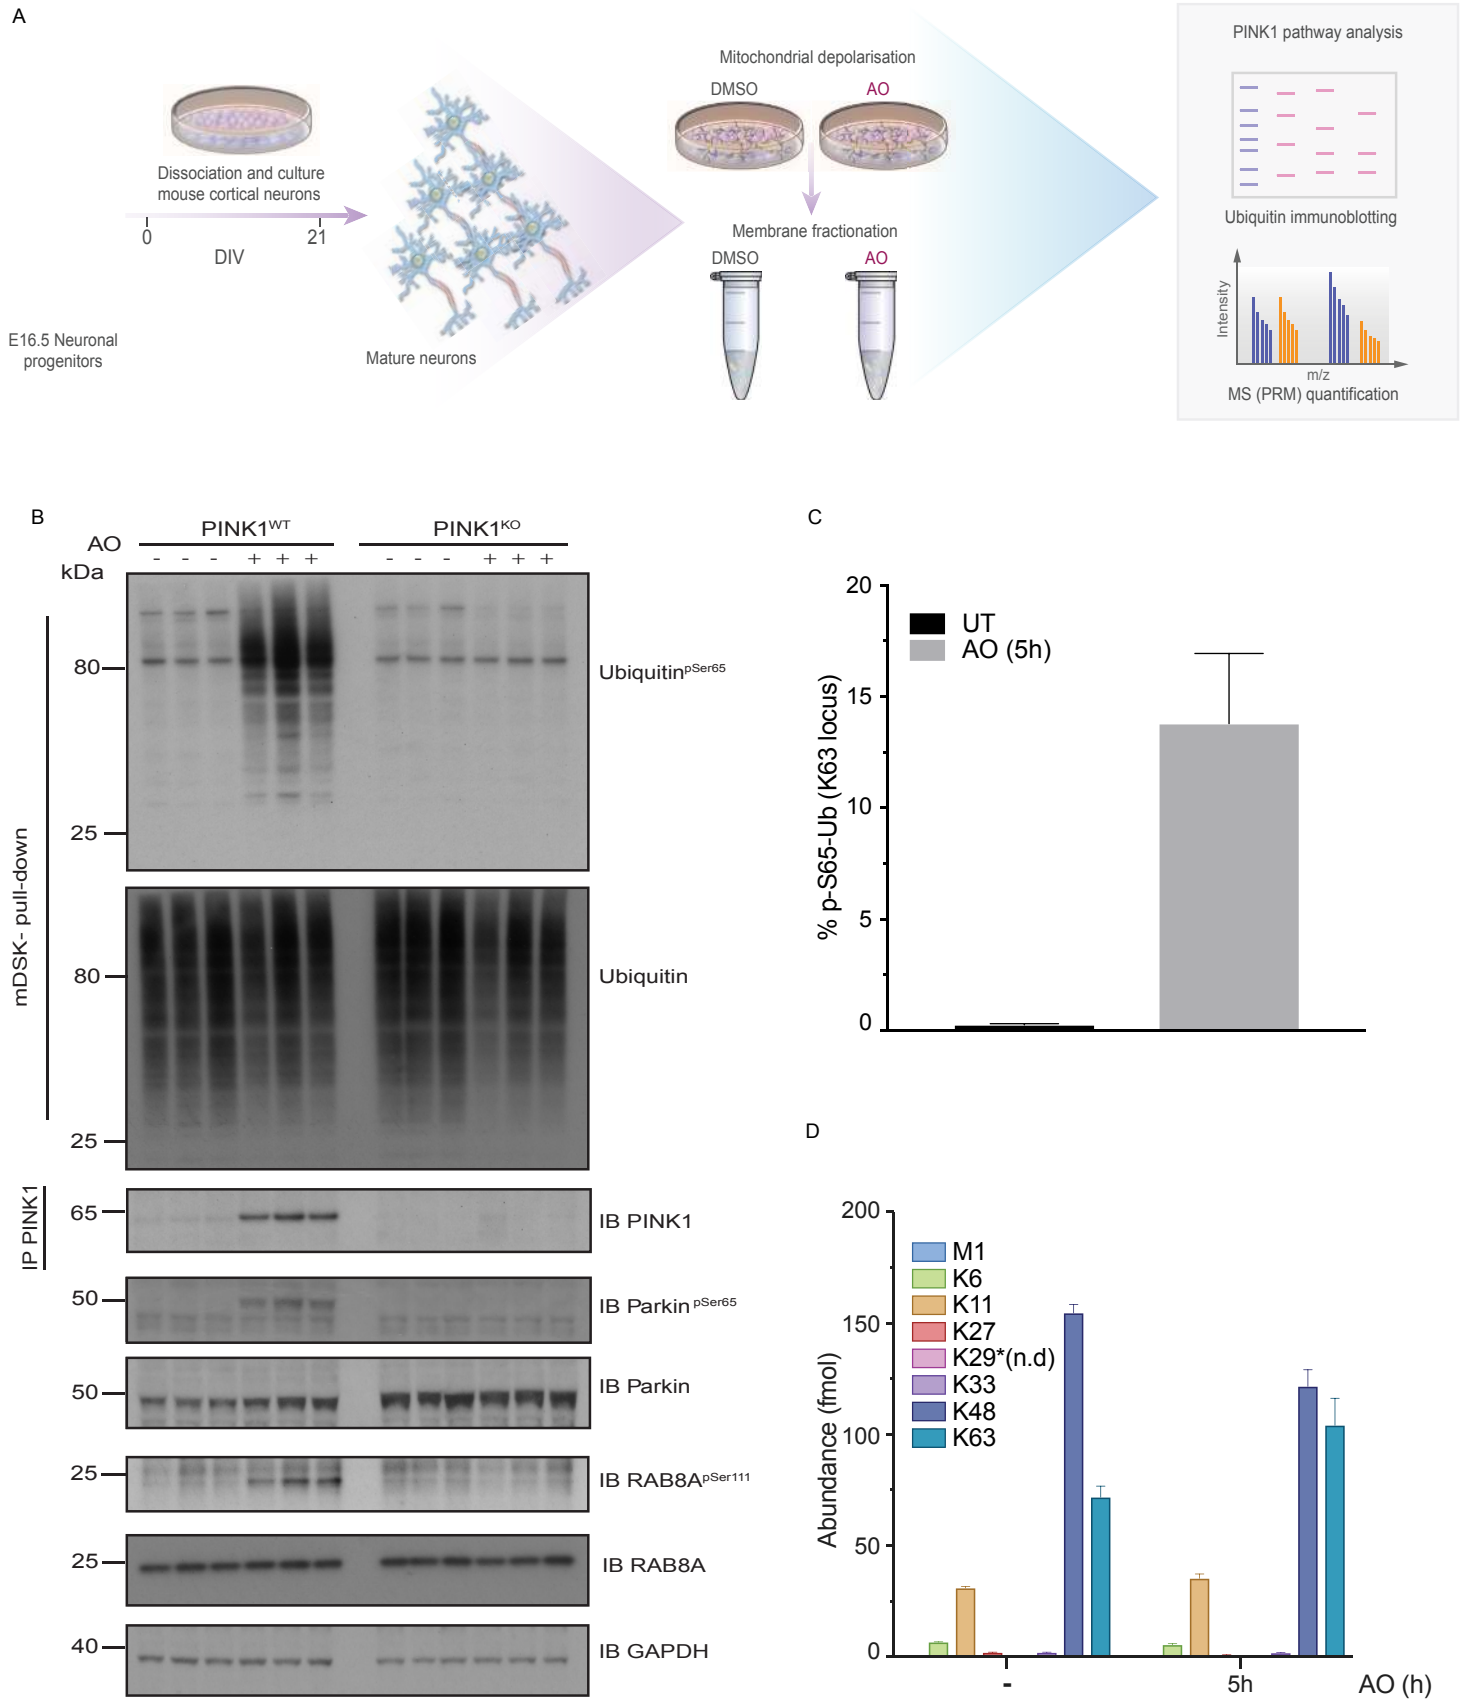 A
Dissociation and culture
mouse cortical neurons
0
21
DIV
E16.5 Neuronal
progenitors
Mature neurons
Mitochondrial depolarisation
DMSO
AO
Membrane fractionation
DMSO
AO
PINK1 pathway analysis
Ubiquitin immunoblotting
Intensity
m/z
MS (PRM) quantification
B
PINK1WT
PINK1KO
AO
- - - + + +
- - - + + +
kDa
mDSK- pull-down
80
25
UbiquitinpSer65
80
25
Ubiquitin
IP PINK1
65
IB PINK1
50
IB Parkin pSer65
50
IB Parkin
25
IB RAB8ApSer111
25
IB RAB8A
40
IB GAPDH
C
% p-S65-Ub (K63 locus)
20
15
10
5
0
UT
AO (5h)
D
Abundance (fmol)
200
150
100
50
0
M1
K6
K11
K27
K29*(n.d)
K33
K48
K63
-
5h
AO (h)